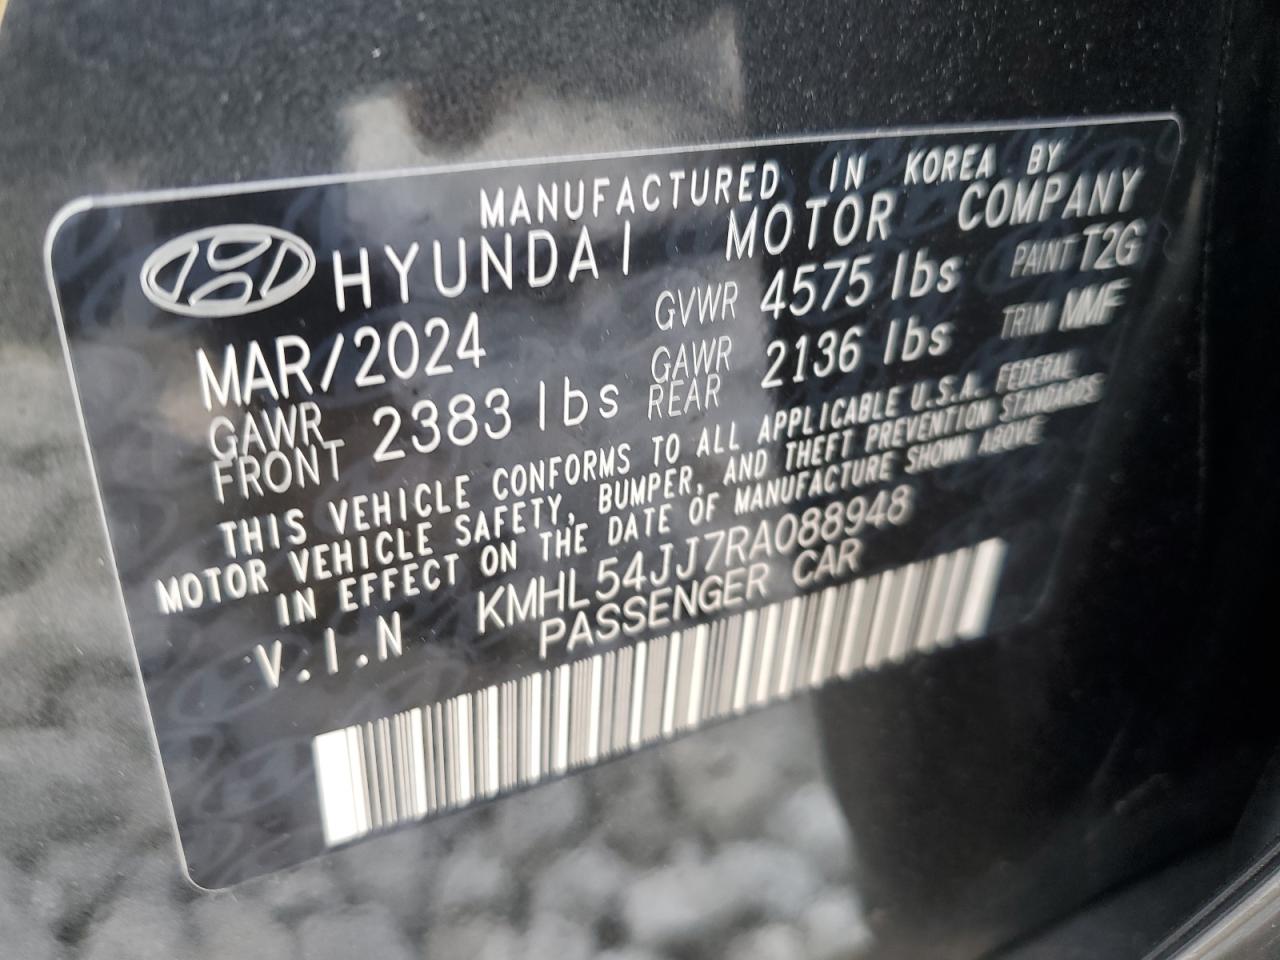 MANUFACTURED IN KOREA BY
HYUNDAI MOTOR COMPANY
MAR/2024 GVWR 4575 lbs PAINT T2G
GAWR FRONT 2383 lbs GAWR REAR 2136 lbs TRIM MMF
THIS VEHICLE CONFORMS TO ALL APPLICABLE U.S.A. FEDERAL
MOTOR VEHICLE SAFETY, BUMPER, AND THEFT PREVENTION STANDARDS
IN EFFECT ON THE DATE OF MANUFACTURE SHOWN ABOVE
V.I.N KMHL54JJ7RA088948
PASSENGER CAR